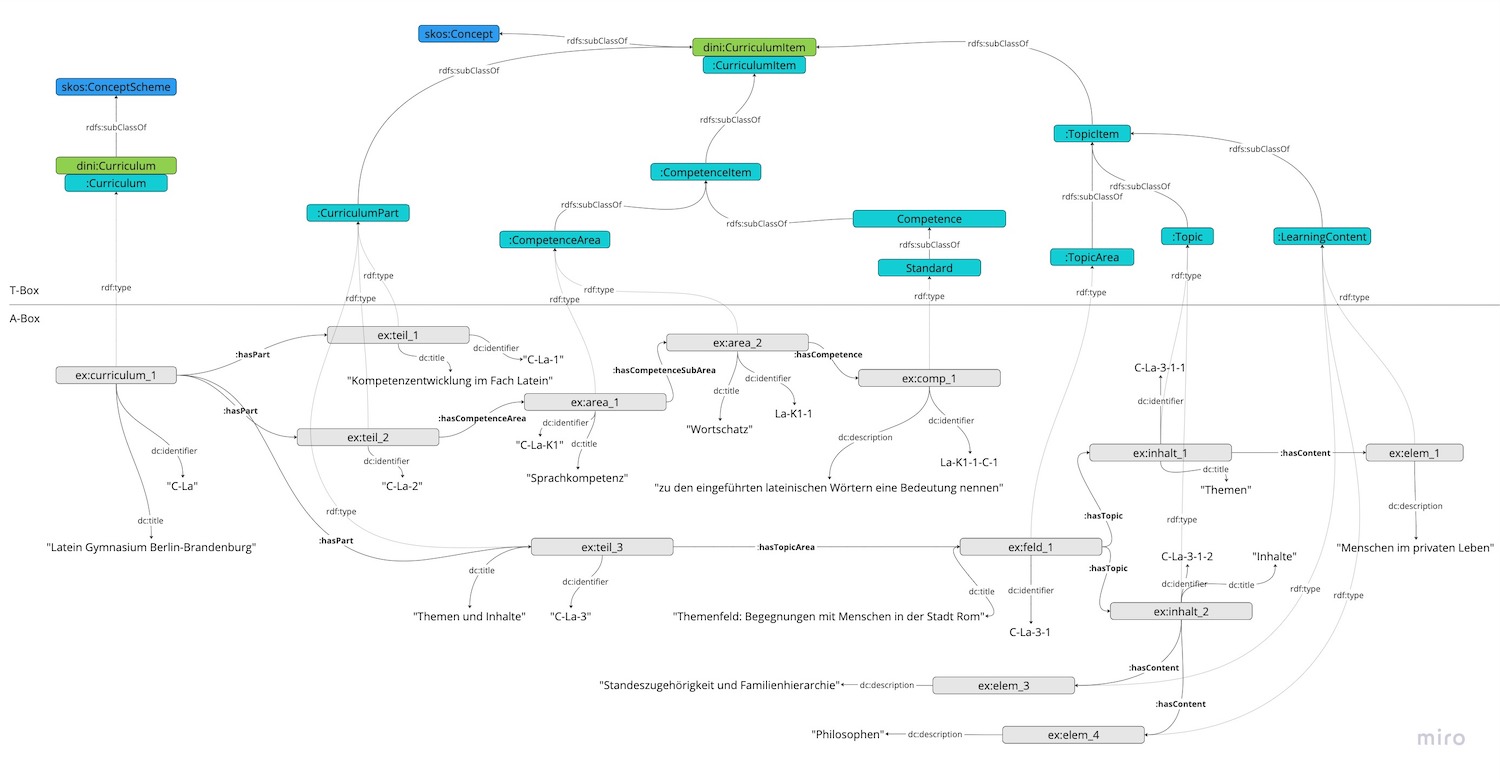 skos:Concept
rdfs:subClassOf
dini:CurriculumItem
:CurriculumItem
rdfs:subClassOf
rdfs:subClassOf
skos:ConceptScheme
rdfs:subClassOf
dini:Curriculum
:Curriculum
rdfs:subClassOf
:TopicItem
rdfs:subClassOf
:CompetenceItem
rdfs:subClassOf
rdfs:subClassOf
:CurriculumPart
rdfs:subClassOf
rdfs:subClassOf
Competence
:CompetenceArea
rdfs:subClassOf
:Topic
:LearningContent
:TopicArea
Standard
rdf:type
rdf:type
rdf:type
rdf:type
rdf:type
rdf:type
rdf:type
rdf:type
rdf:type
T-Box
A-Box
ex:teil_1
:hasPart
dc:title
dc:identifier
"C-La-1"
"Kompetenzentwicklung im Fach Latein"
ex:curriculum_1
:hasPart
ex:teil_2
:hasCompetenceArea
dc:identifier
"C-La-2"
dc:identifier
"C-La"
dc:title
"Latein Gymnasium Berlin-Brandenburg"
ex:area_1
dc:identifier
"C-La-K1"
dc:title
"Sprachkompetenz"
:hasCompetenceSubArea
ex:area_2
:hasCompetence
dc:title
dc:identifier
"Wortschatz"
La-K1-1
ex:comp_1
dc:description
dc:identifier
La-K1-1-C-1
"zu den eingeführten lateinischen Wörtern eine Bedeutung nennen"
C-La-3-1-1
dc:identifier
ex:inhalt_1
:hasContent
ex:elem_1
dc:title
"Themen"
dc:description
"Menschen im privaten Leben"
rdf:type
:hasPart
ex:teil_3
:hasTopicArea
ex:feld_1
:hasTopic
:hasTopic
rdf:type
dc:title
dc:identifier
"Themen und Inhalte"
"C-La-3"
dc:title
"Themenfeld: Begegnungen mit Menschen in der Stadt Rom"
dc:identifier
C-La-3-1
C-La-3-1-2
"Inhalte"
dc:identifier
dc:title
ex:inhalt_2
rdf:type
rdf:type
:hasContent
"Standeszugehörigkeit und Familienhierarchie"
dc:description
ex:elem_3
:hasContent
"Philosophen"
dc:description
ex:elem_4
miro